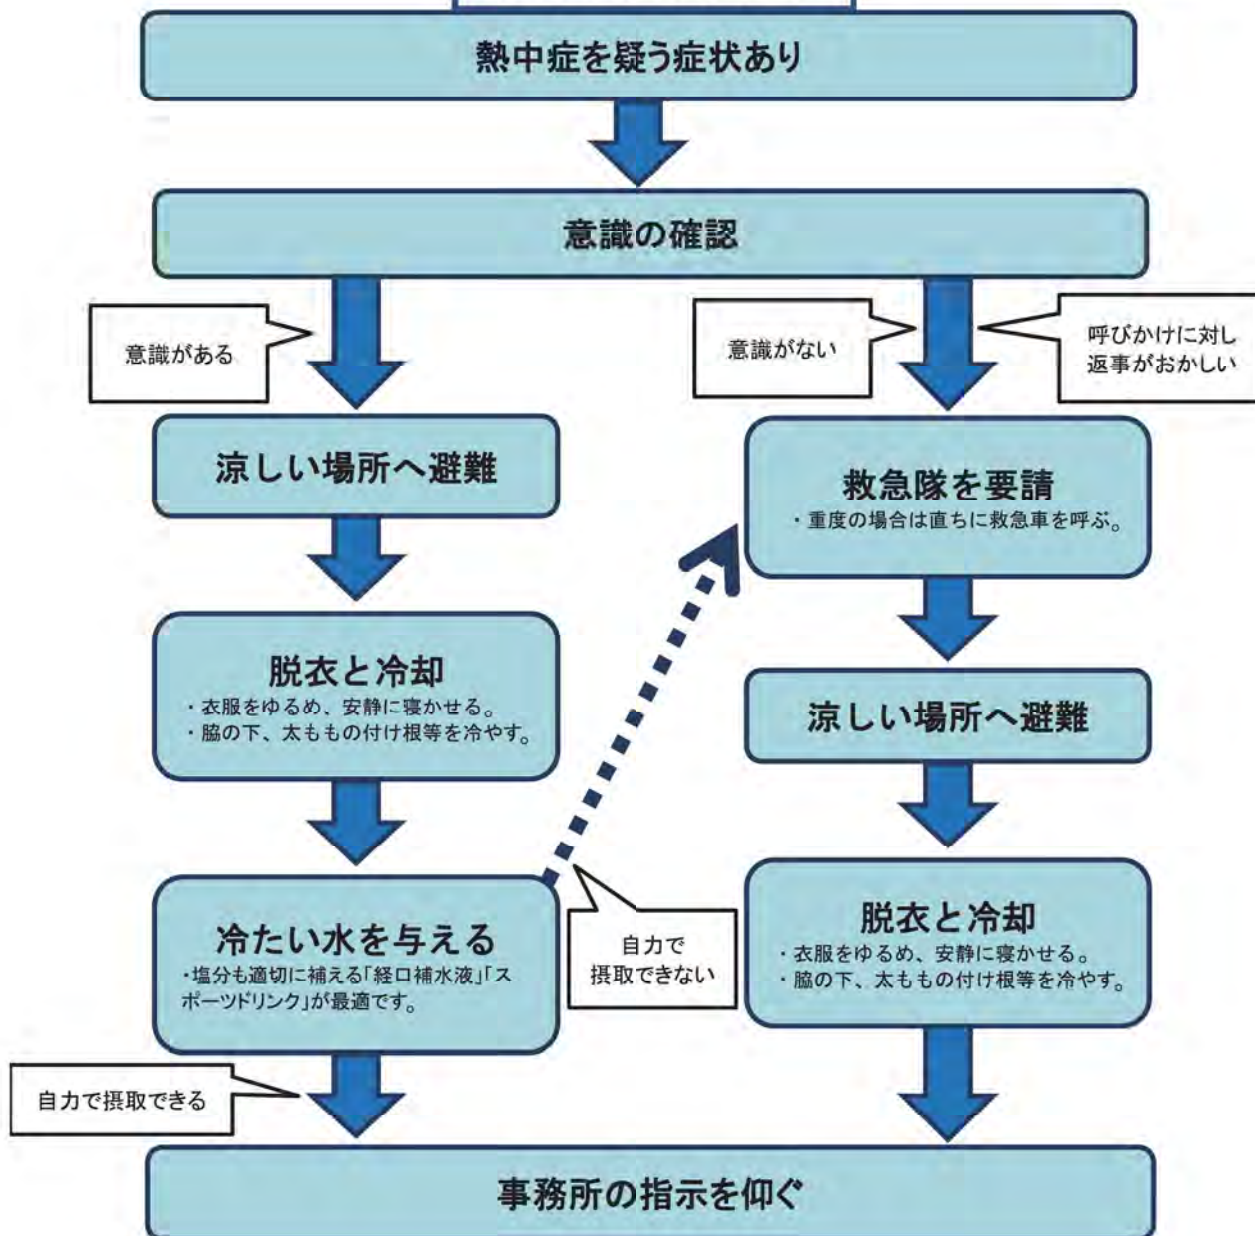 熱中症を疑う症状あり
意識の確認
意識がある
意識がない
呼びかけに対し
返事がおかしい
涼しい場所へ避難
救急隊を要請
・重度の場合は直ちに救急車を呼ぶ。
脱衣と冷却
・衣服をゆるめ、安静に寝かせる。
・脇の下、太ももの付け根等を冷やす。
涼しい場所へ避難
冷たい水を与える
・塩分も適切に補える「経口補水液」「ス
ポーツドリンク」が最適です。
自力で
摂取できない
脱衣と冷却
・衣服をゆるめ、安静に寝かせる。
・脇の下、太ももの付け根等を冷やす。
自力で摂取できる
事務所の指示を仰ぐ